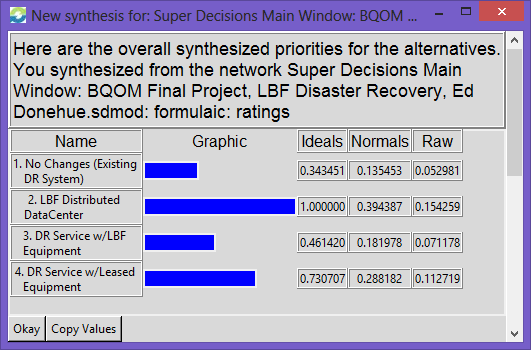 New synthesis for: Super Decisions Main Window: BQOM ...
Here are the overall synthesized priorities for the alternatives.
You synthesized from the network Super Decisions Main
Window: BQOM Final Project, LBF Disaster Recovery, Ed
Donehue.sdmod: formulaic: ratings
Name Graphic Ideals Normals Raw
1. No Changes (Existing
DR System) 0.343451 0.135453 0.052981
2. LBF Distributed
DataCenter 1.000000 0.394387 0.154259
3. DR Service w/LBF
Equipment 0.461420 0.181978 0.071178
4. DR Service w/Leased
Equipment 0.730707 0.288182 0.112719
Okay Copy Values